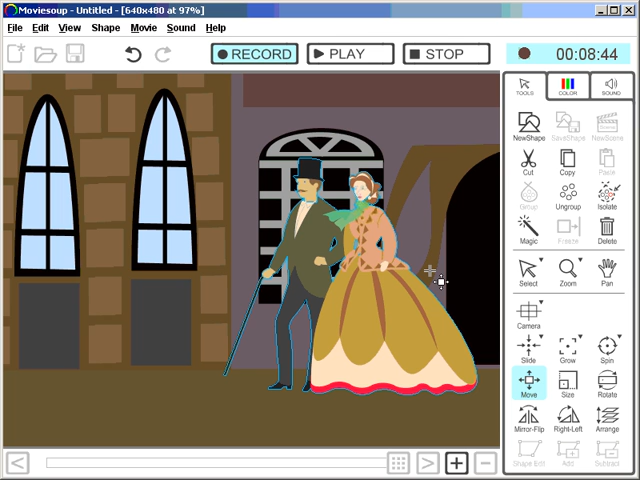 Moviesoup - Untitled - [640x480 at 97%]
File Edit View Shape Movie Sound Help
RECORD PLAY STOP 00:08:44
TOOLS COLOR SOUND
NewShape SaveShape NewScene
Cut Copy Paste
Group Ungroup Isolate
Magic Freeze Delete
Select Zoom Pan
Camera
Slide Grow Spin
Move Size Rotate
Mirror-Flip Right-Left Arrange
Shape Edit Add Subtract